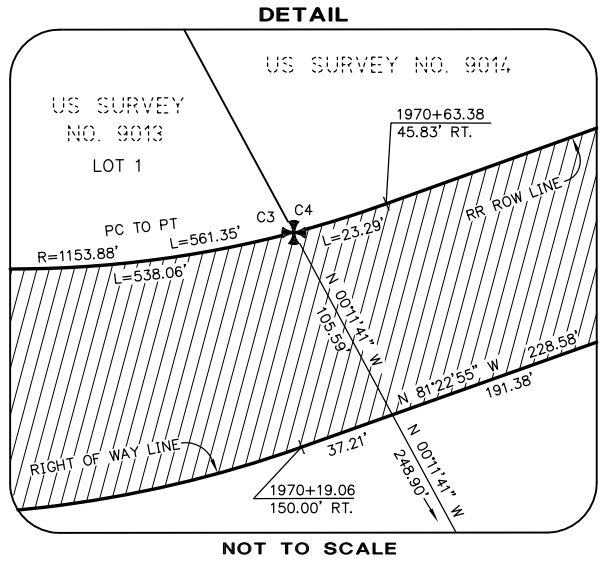 DETAIL
US SURVEY NO. 9014
US SURVEY
NO. 9013
LOT 1
1970+63.38
45.83' RT.
RR ROW LINE
PC TO PT
C3
C4
R=1153.88'
L=561.35'
L=23.29'
L=538.06'
N 00°11'41" W
105.59'
228.58'
N 81°22'55" W
191.38'
37.21'
RIGHT OF WAY LINE
N 00°11'41" W
248.90'
1970+19.06
150.00' RT.
NOT TO SCALE